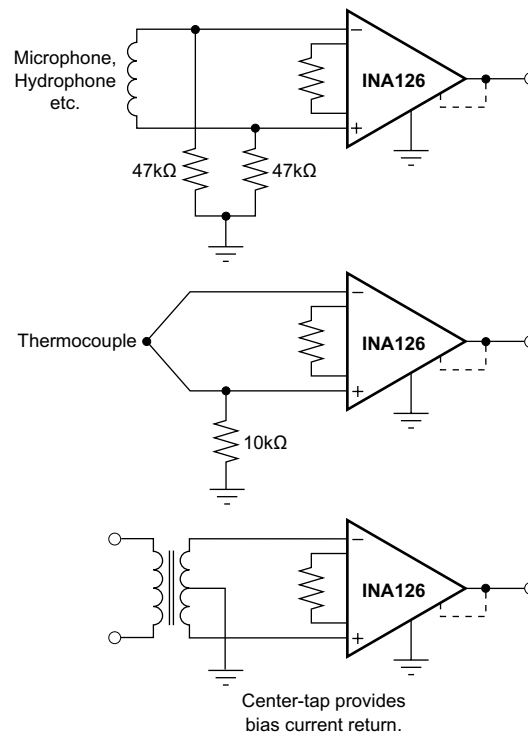 Microphone,
Hydrophone
etc.
−
INA126
+
47kΩ
47kΩ
−
Thermocouple
INA126
+
10kΩ
−
INA126
+
Center-tap provides
bias current return.